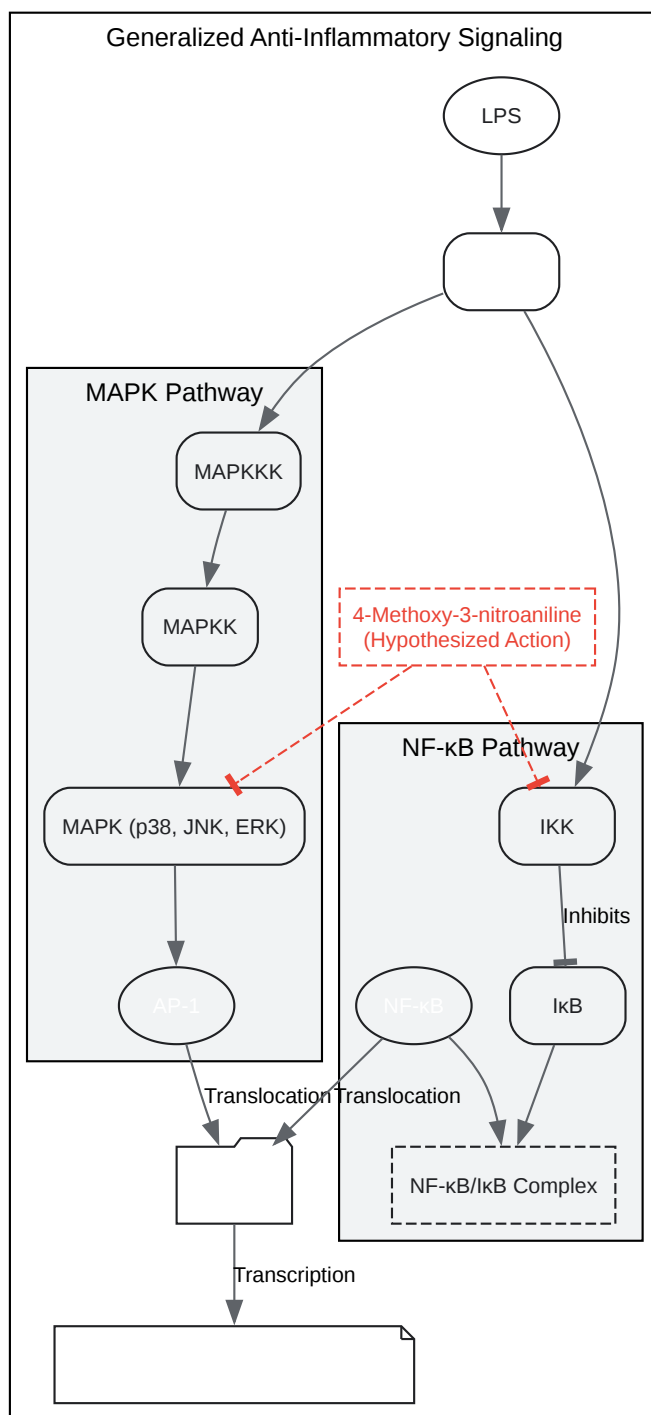 Generalized Anti-Inflammatory Signaling
LPS
MAPK Pathway
MAPKKK
MAPKK
4-Methoxy-3-nitroaniline
(Hypothesized Action)
NF-κB Pathway
MAPK (p38, JNK, ERK)
IKK
Inhibits
AP-1
NF-κB
IκB
Translocation
Translocation
NF-κB/IκB Complex
Transcription